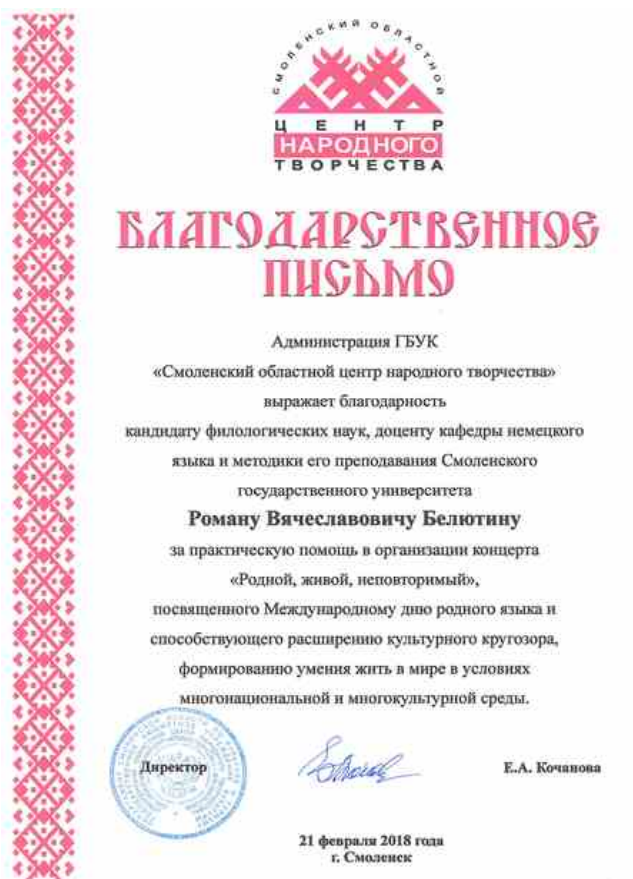 СМОЛЕНСКИЙ ОБЛАСТНОЙ
ЦЕНТР
НАРОДНОГО
ТВОРЧЕСТВА
БЛАГОДАРСТВЕННОЕ
ПИСЬМО
Администрация ГБУК
«Смоленский областной центр народного творчества»
выражает благодарность
кандидату филологических наук, доценту кафедры немецкого
языка и методики его преподавания Смоленского
государственного университета
Роману Вячеславовичу Белютину
за практическую помощь в организации концерта
«Родной, живой, неповторимый»,
посвященного Международному дню родного языка и
способствующего расширению культурного кругозора,
формированию умения жить в мире в условиях
многонациональной и многокультурной среды.
Директор
Е.А. Кочанова
21 февраля 2018 года
г. Смоленск